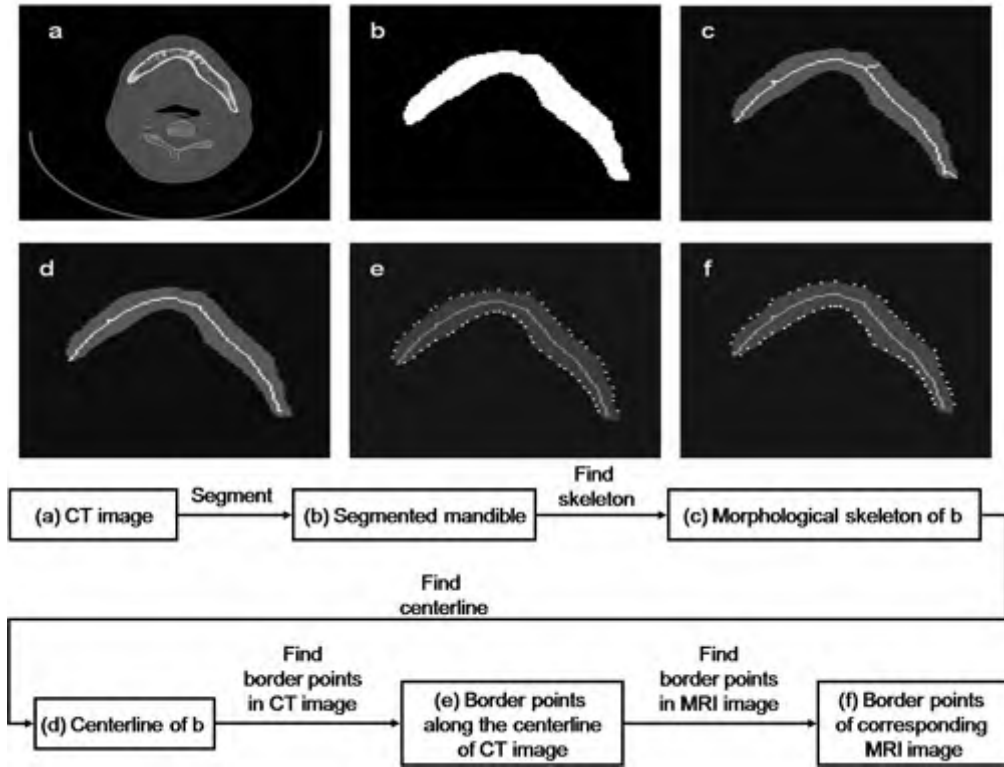 a
b
c
d
e
f
Segment
Find
skeleton
(a) CT image
(b) Segmented mandible
(c) Morphological skeleton of b
Find
centerline
Find
border points
in CT image
Find
border points
in MRI image
(d) Centerline of b
(e) Border points
along the centerline
of CT image
(f) Border points
of corresponding
MRI image